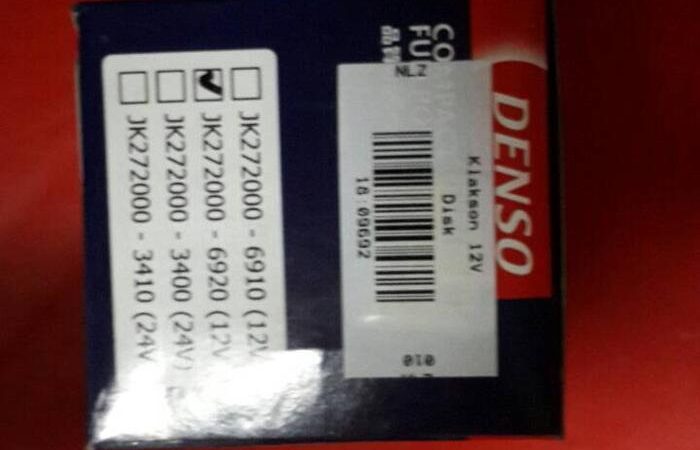 DENSO
Klakson 12V
Disk
18:09692
010
NLZ
JK272000 - 6910 (12V
JK272000 - 6920 (12V
JK272000 - 3400 (24V)
JK272000 - 3410 (24V